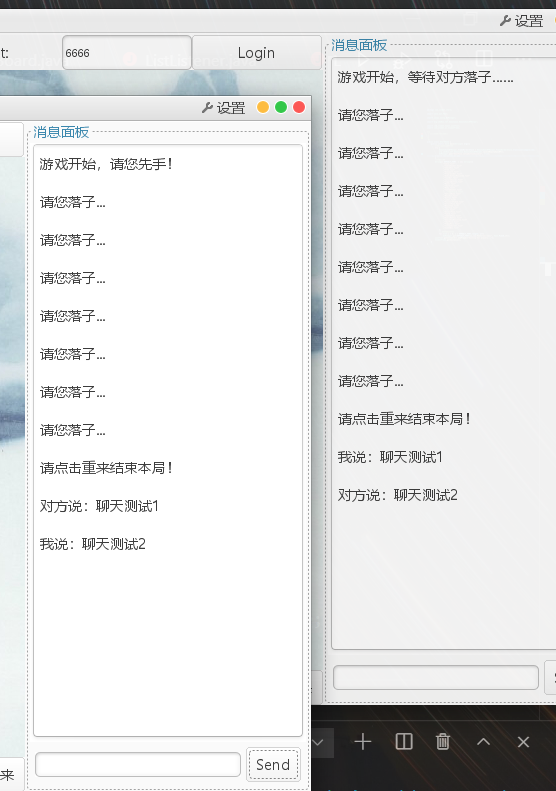 设置
t:
6666
Login
消息面板
游戏开始，等待对方落子......
请您落子...
请您落子...
请您落子...
请您落子...
请您落子...
请您落子...
请您落子...
请您落子...
请点击重来结束本局！
我说：聊天测试1
对方说：聊天测试2
设置
消息面板
游戏开始，请您先手！
请您落子...
请您落子...
请您落子...
请您落子...
请您落子...
请您落子...
请您落子...
请点击重来结束本局！
对方说：聊天测试1
我说：聊天测试2
来
Send